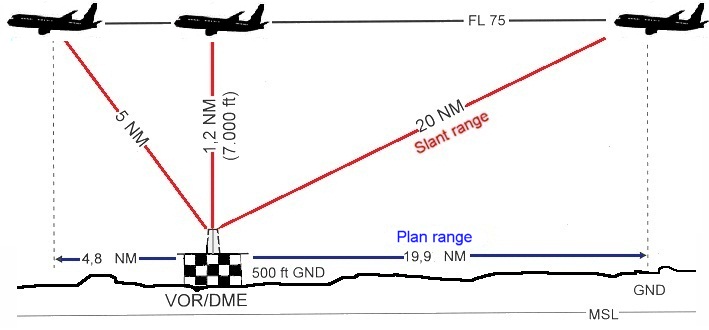 FL 75
5 NM
1,2 NM
(7.000 ft)
20 NM
Slant range
Plan range
4,8 NM
19,9 NM
500 ft GND
VOR/DME
GND
MSL